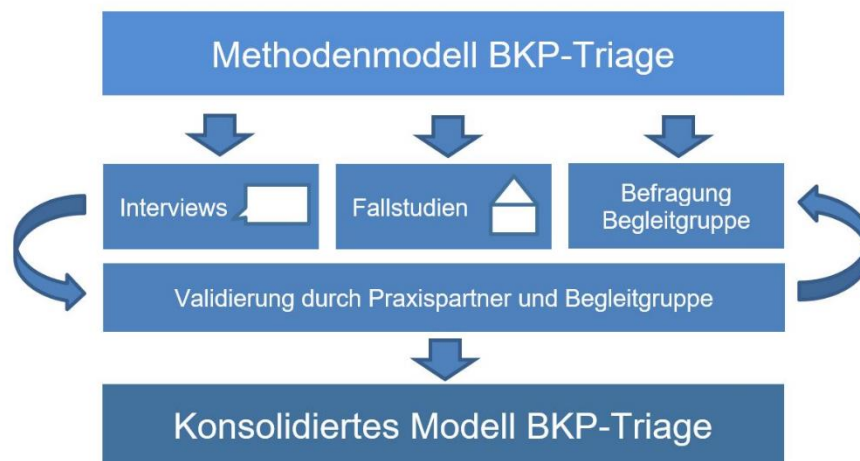 Methodenmodell BKP-Triage
Interviews
Fallstudien
Befragung
Begleitgruppe
Validierung durch Praxispartner und Begleitgruppe
Konsolidiertes Modell BKP-Triage